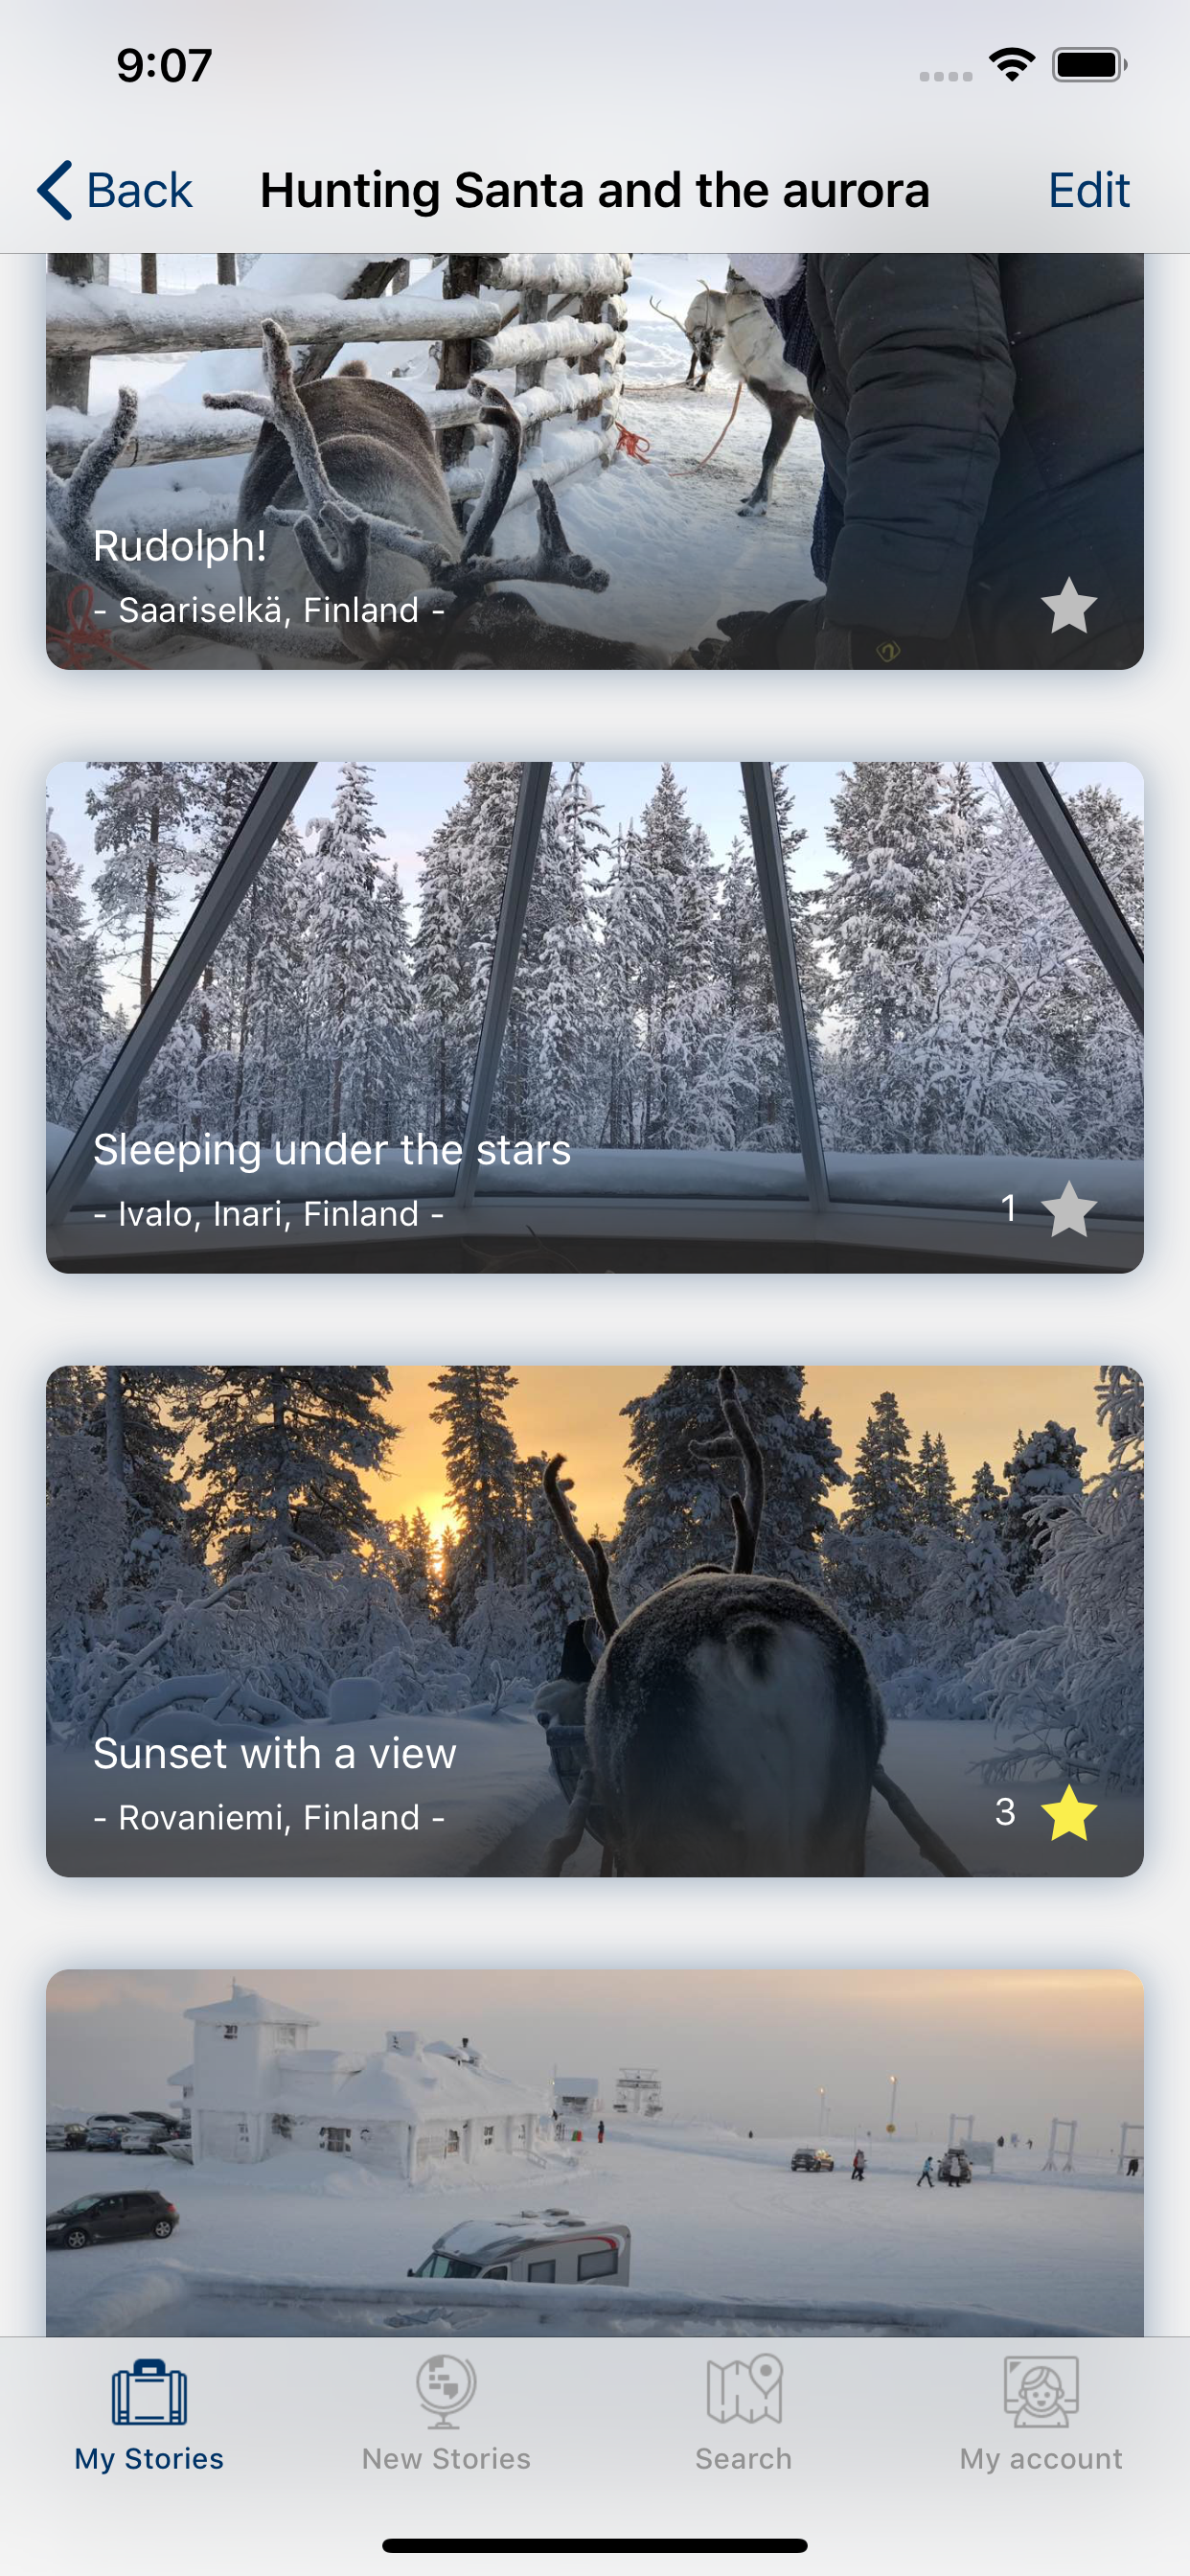 9:07
Back
Hunting Santa and the aurora
Edit
Rudolph!
- Saariselkä, Finland -
Sleeping under the stars
- Ivalo, Inari, Finland -
1
Sunset with a view
- Rovaniemi, Finland -
3
My Stories
New Stories
Search
My account